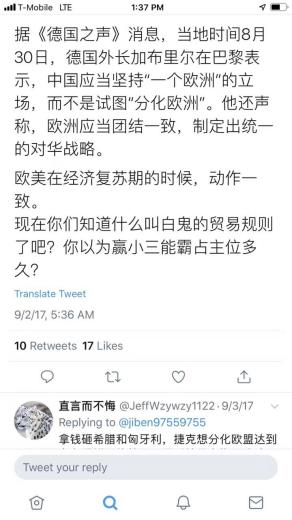 T-Mobile LTE
1:37 PM
据《德国之声》消息，当地时间8月
30日，德国外长加布里尔在巴黎表
示，中国应当坚持“一个欧洲”的立
场，而不是试图“分化欧洲”。他还声
称，欧洲应当团结一致，制定出统一
的对华战略。
欧美在经济复苏期的时候，动作一
致。
现在你们知道什么叫白鬼的贸易规则
了吧？你以为赢小三能霸占主位多
久？
Translate Tweet
9/2/17, 5:36 AM
10 Retweets 17 Likes
直言而不悔 @JeffWzywzy1122 · 9/3/17
Replying to @jiben97559755
拿钱砸希腊和匈牙利，捷克想分化欧盟达到
Tweet your reply